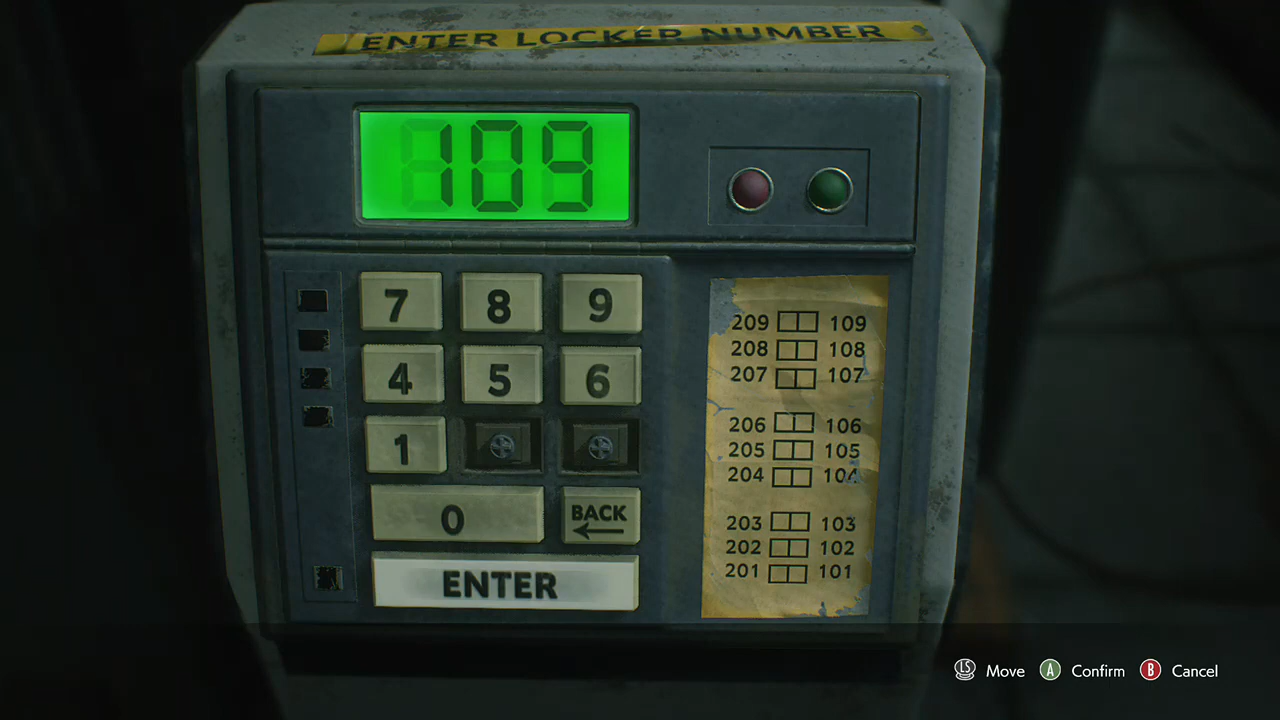 ENTER LOCKER NUMBER
109
7 8 9
4 5 6
1
0 BACK
ENTER
209 109
208 108
207 107
206 106
205 105
204 104
203 103
202 102
201 101
LS Move A Confirm B Cancel